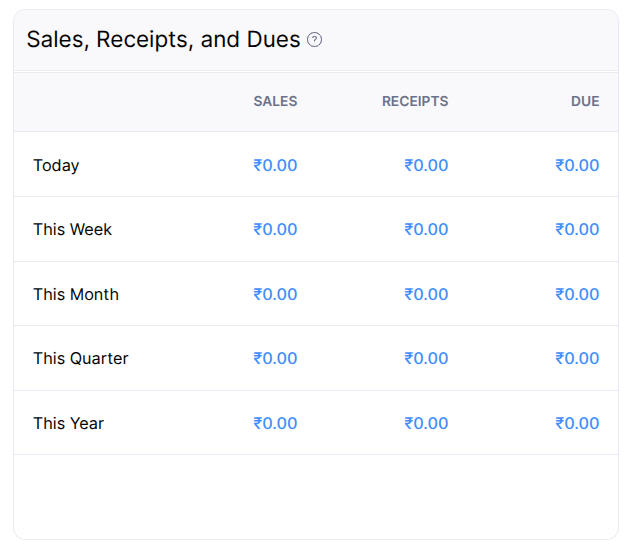 Sales, Receipts, and Dues ?
SALES RECEIPTS DUE
Today ₹0.00 ₹0.00 ₹0.00
This Week ₹0.00 ₹0.00 ₹0.00
This Month ₹0.00 ₹0.00 ₹0.00
This Quarter ₹0.00 ₹0.00 ₹0.00
This Year ₹0.00 ₹0.00 ₹0.00